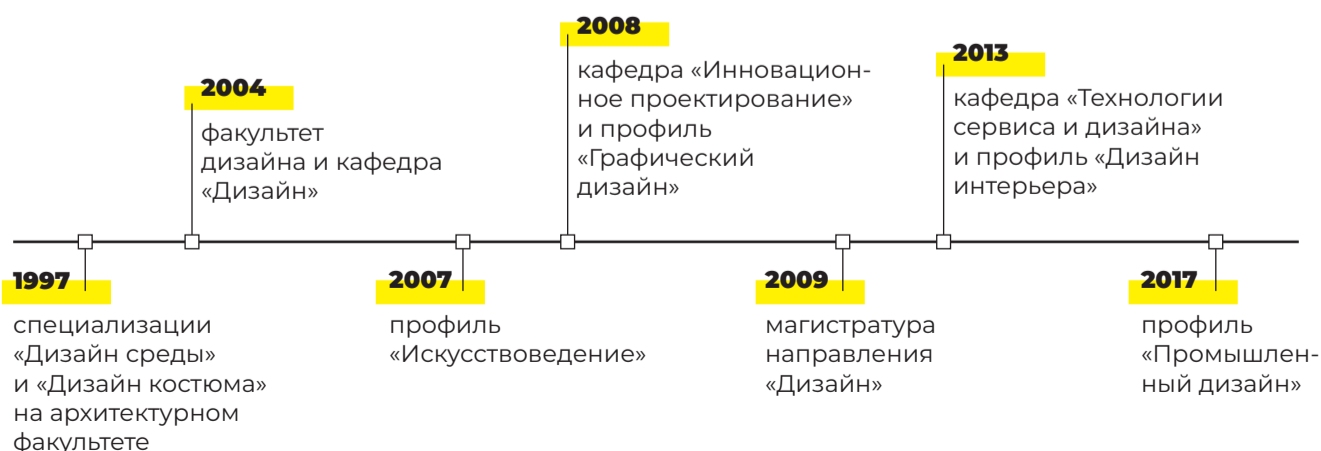 1997
специализации
«Дизайн среды»
и «Дизайн костюма»
на архитектурном
факультете
2004
факультет
дизайна и кафедра
«Дизайн»
2007
профиль
«Искусствоведение»
2008
кафедра «Инновацион-
ное проектирование»
и профиль
«Графический
дизайн»
2009
магистратура
направления
«Дизайн»
2013
кафедра «Технологии
сервиса и дизайна»
и профиль «Дизайн
интерьера»
2017
профиль
«Промышлен-
ный дизайн»